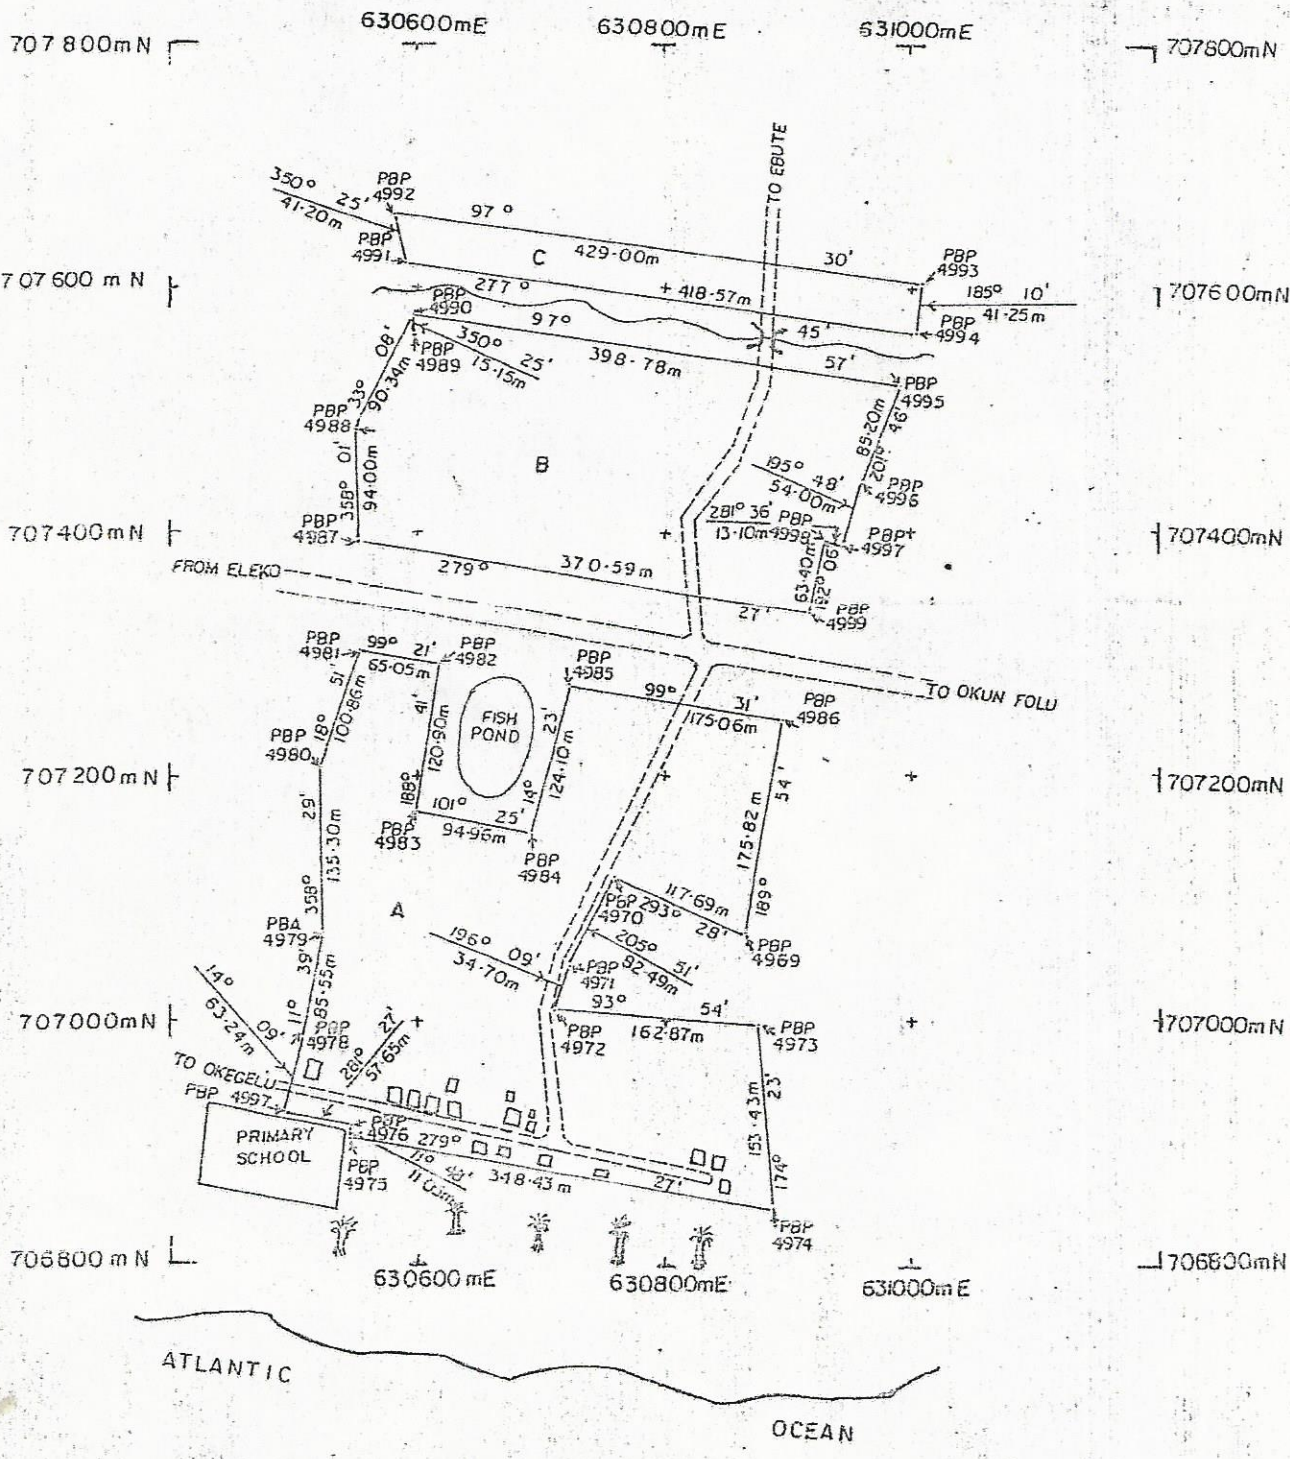 630600mE 630800mE 631000mE
707800mN 707800mN
TO EBUTE
350° 25'
41·20m
PBP
4992
97° 30'
429·00m
PBP
4991
C
PBP
4993
707600mN 707600mN
277° 45'
418·57m
185° 10'
41·25m
PBP
4994
PBP
4990
97° 57'
398·78m
350° 25'
15·15m
PBP
4989
33° 08'
90·34m
PBP
4995
PBP
4988
201° 46'
85·20m
B
358° 01'
94·00m
195° 48'
54·00m
PBP
4996
281° 36'
13·10m
PBP
4998
PBP
4997
707400mN 707400mN
PBP
4987
279° 27'
370·59m
192° 06'
63·40m
PBP
4999
FROM ELEKO
PBP
4981
99° 21'
65·05m
PBP
4982
PBP
4985
99° 31'
175·06m
PBP
4986
TO OKUN FOLU
18° 51'
100·86m
188° 41'
120·90m
FISH
POND
14° 23'
124·10m
PBP
4980
707200mN 707200mN
101° 25'
94·96m
PBP
4983
PBP
4984
189° 54'
175·82m
358° 29'
135·30m
A
PBP
4970
117·69m
293° 28'
PBP
4969
PBA
4979
196° 09'
34·70m
205° 51'
82·49m
PBP
4971
11° 39'
85·55m
14° 09'
63·24m
93° 54'
162·87m
PBP
4972
PBP
4973
707000mN 707000mN
PBP
4978
281° 27'
57·65m
TO OKEGELU
PBP 4997
PRIMARY
SCHOOL
PBP
4976
279° 27'
348·43m
PBP
4975
174° 23'
153·43m
PBP
4974
706800mN 706800mN
630600mE 630800mE 631000mE
ATLANTIC
OCEAN